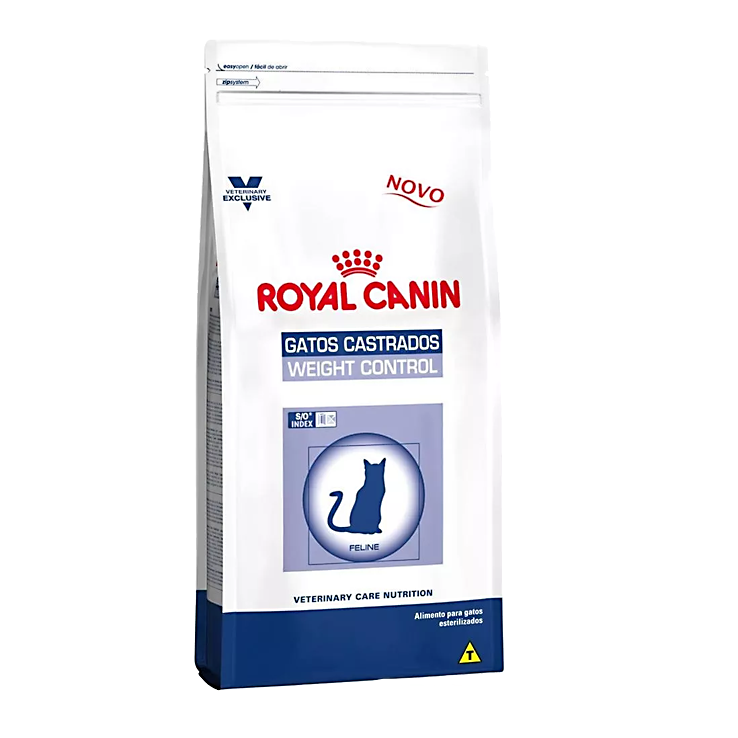 easyopen / fácil de abrir
zipsystem
VETERINARY
EXCLUSIVE
NOVO
ROYAL CANIN
GATOS CASTRADOS
WEIGHT CONTROL
S/O*
INDEX
FELINE
VETERINARY CARE NUTRITION
Alimento para gatos
esterilizados
T